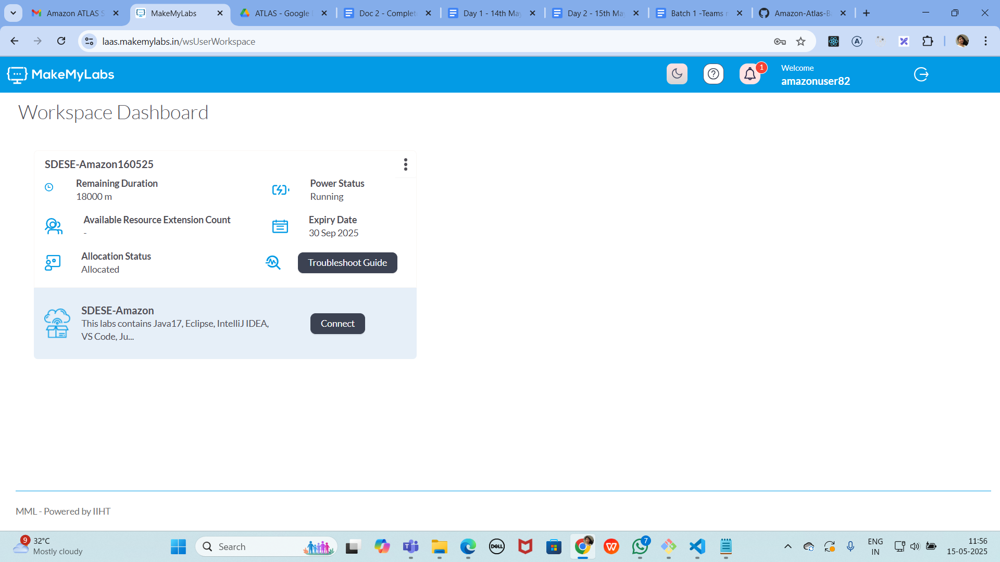 Amazon ATLAS S
MakeMyLabs
ATLAS - Google
Doc 2 - Complet
Day 1 - 14th May
Day 2 - 15th May
Batch 1 -Teams r
Amazon-Atlas-Ba
laas.makemylabs.in/wsUserWorkspace
MakeMyLabs
1
Welcome
amazonuser82
Workspace Dashboard
SDESE-Amazon160525
Remaining Duration
18000 m
Power Status
Running
Available Resource Extension Count
-
Expiry Date
30 Sep 2025
Allocation Status
Allocated
Troubleshoot Guide
SDESE-Amazon
This labs contains Java17, Eclipse, IntelliJ IDEA,
VS Code, Ju...
Connect
MML - Powered by IIHT
9
32°C
Mostly cloudy
Search
DELL
7
ENG
IN
11:56
15-05-2025